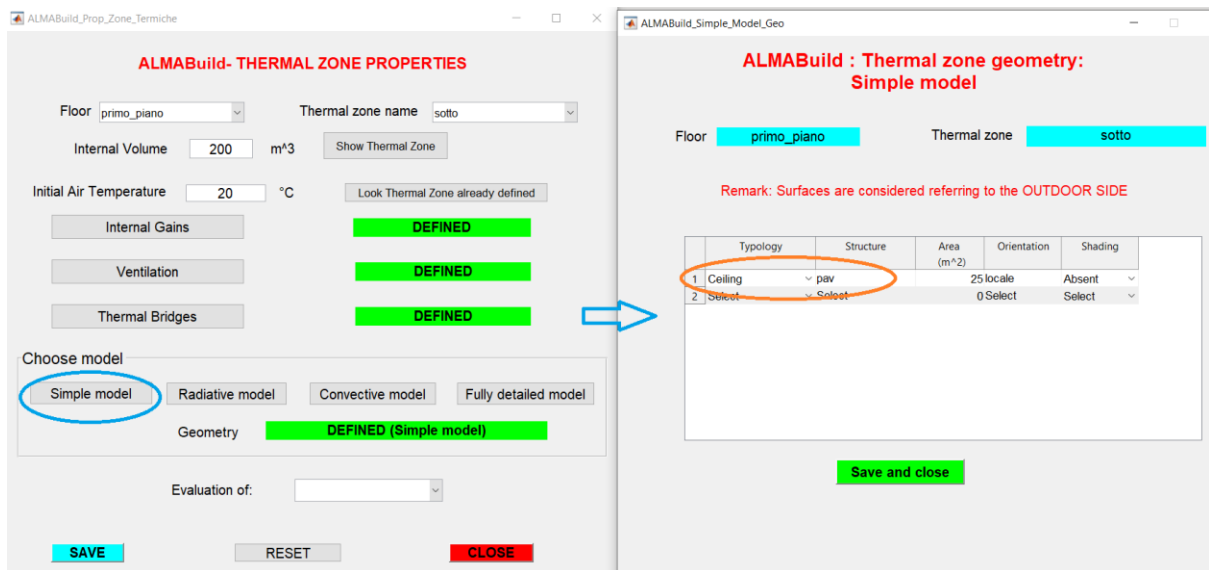 ALMABuild_Prop_Zone_Termiche
ALMABuild- THERMAL ZONE PROPERTIES
Floor primo_piano Thermal zone name sotto
Internal Volume 200 m^3 Show Thermal Zone
Initial Air Temperature 20 °C Look Thermal Zone already defined
Internal Gains DEFINED
Ventilation DEFINED
Thermal Bridges DEFINED
Choose model
Simple model Radiative model Convective model Fully detailed model
Geometry DEFINED (Simple model)
Evaluation of:
SAVE RESET CLOSE
ALMABuild_Simple_Model_Geo
ALMABuild : Thermal zone geometry:
Simple model
Floor primo_piano Thermal zone sotto
Remark: Surfaces are considered referring to the OUTDOOR SIDE
Typology Structure Area Orientation Shading
(m^2)
1 Ceiling pav 25 locale Absent
2 Select Select 0 Select Select
Save and close